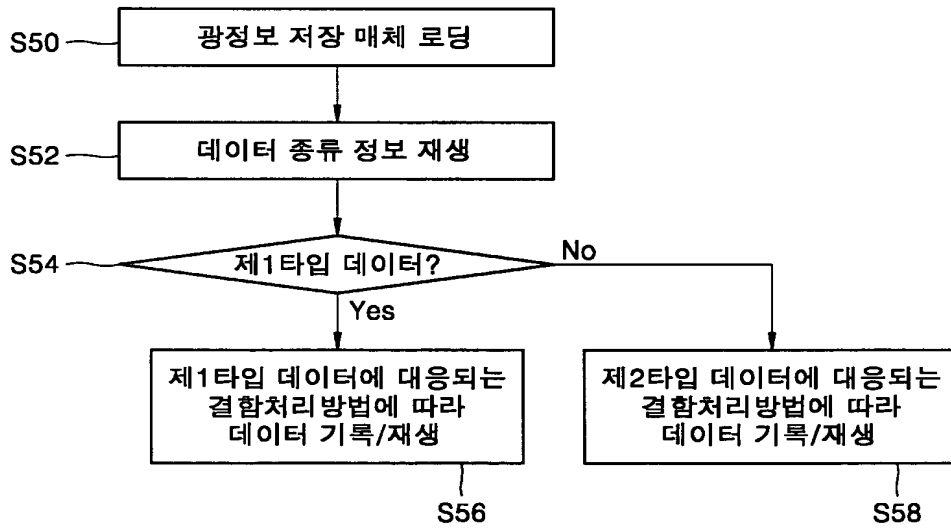 광정보 저장 매체 로딩
S50
데이터 종류 정보 재생
S52
제1타입 데이터?
S54
No
Yes
제1타입 데이터에 대응되는
결함처리방법에 따라
데이터 기록/재생
제2타입 데이터에 대응되는
결함처리방법에 따라
데이터 기록/재생
S56
S58